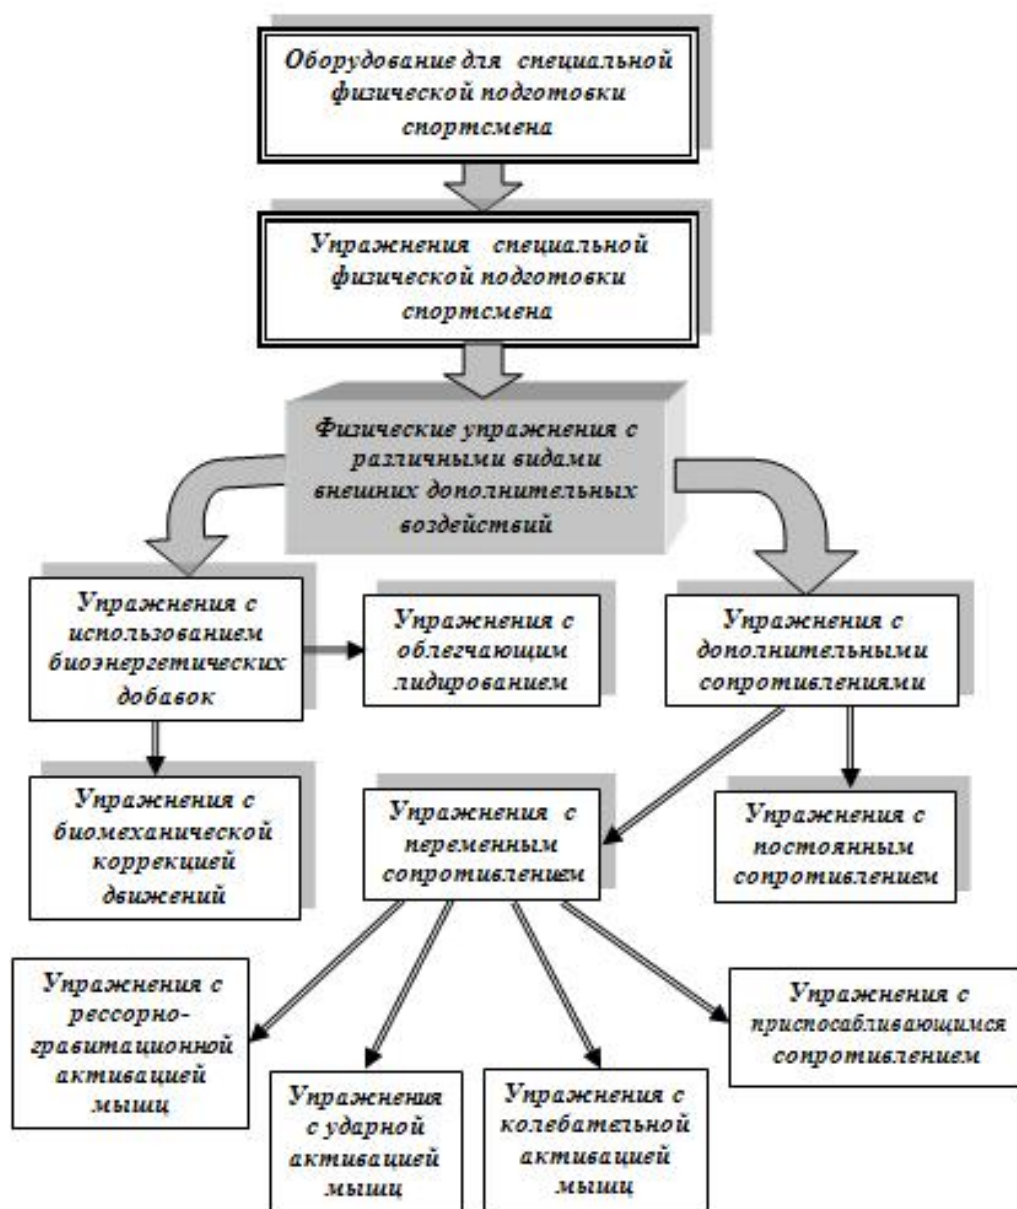 Оборудование для специальной
физической подготовки
спортсмена
Упражнения специальной
физической подготовки
спортсмена
Физические упражнения с
различными видами
внешних дополнительных
воздействий
Упражнения с
использованием
биоэнергетических
добавок
Упражнения с
облегчающим
лидированием
Упражнения с
дополнительными
сопротивлениями
Упражнения с
биомеханической
коррекцией
движений
Упражнения с
переменным
сопротивлением
Упражнения с
постоянным
сопротивлением
Упражнения с
рессорно-
гравитационной
активацией
мышц
Упражнения
с ударной
активацией
мышц
Упражнения с
колебательной
активацией
мышц
Упражнения с
приспосабливающимся
сопротивлением